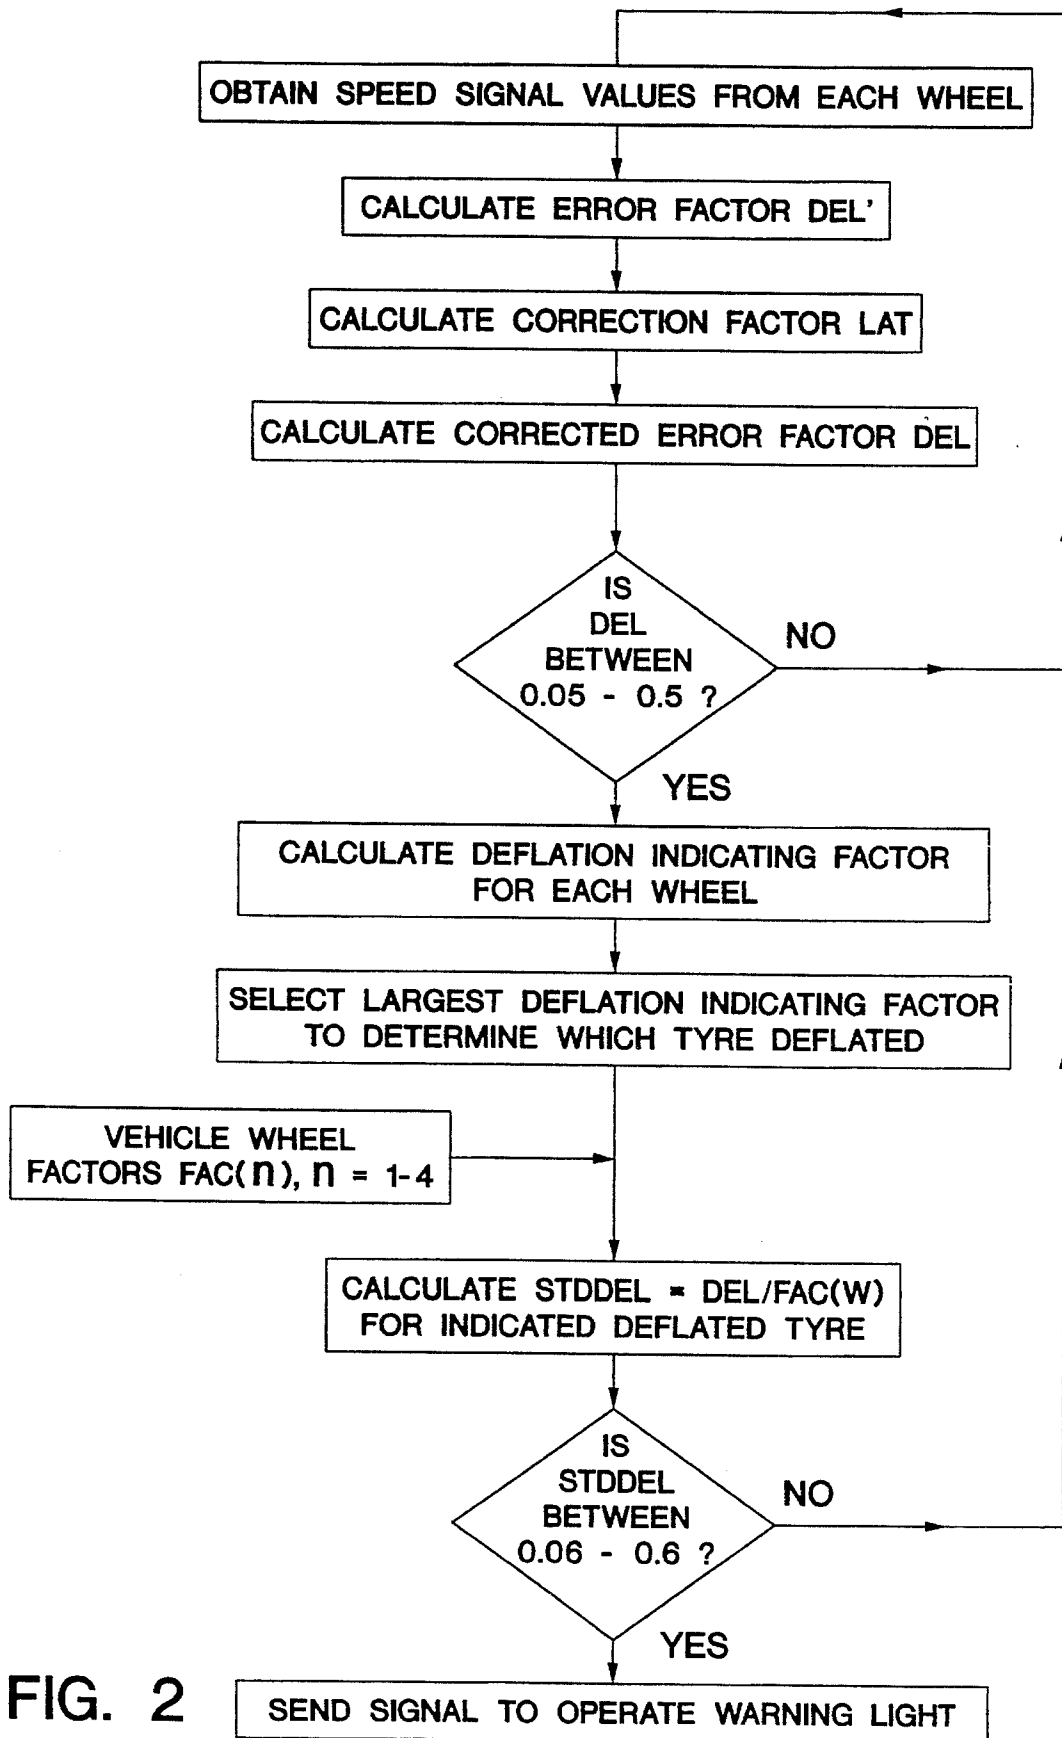 OBTAIN SPEED SIGNAL VALUES FROM EACH WHEEL
CALCULATE ERROR FACTOR DEL'
CALCULATE CORRECTION FACTOR LAT
CALCULATE CORRECTED ERROR FACTOR DEL
IS
DEL
BETWEEN
0.05 - 0.5 ?
NO
YES
CALCULATE DEFLATION INDICATING FACTOR
FOR EACH WHEEL
SELECT LARGEST DEFLATION INDICATING FACTOR
TO DETERMINE WHICH TYRE DEFLATED
VEHICLE WHEEL
FACTORS FAC(n), n = 1-4
CALCULATE STDDEL = DEL/FAC(W)
FOR INDICATED DEFLATED TYRE
IS
STDDEL
BETWEEN
0.06 - 0.6 ?
NO
YES
SEND SIGNAL TO OPERATE WARNING LIGHT
FIG. 2